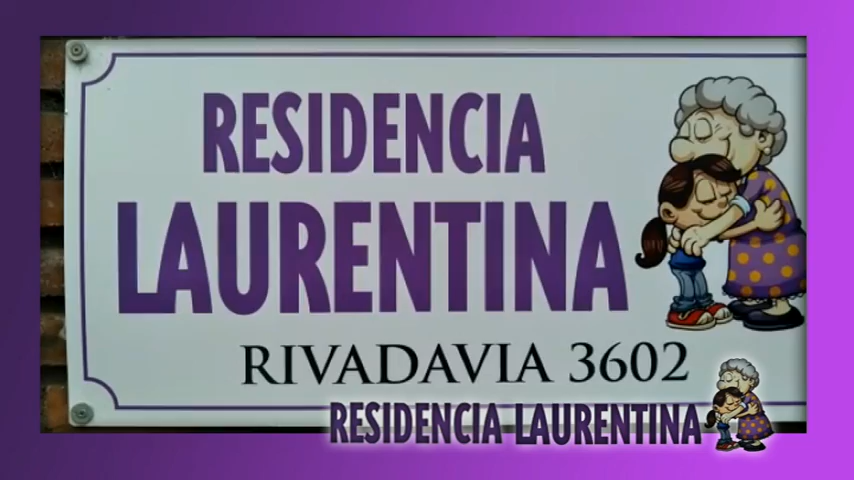 RESIDENCIA
LAURENTINA
RIVADAVIA 3602
RESIDENCIA LAURENTINA